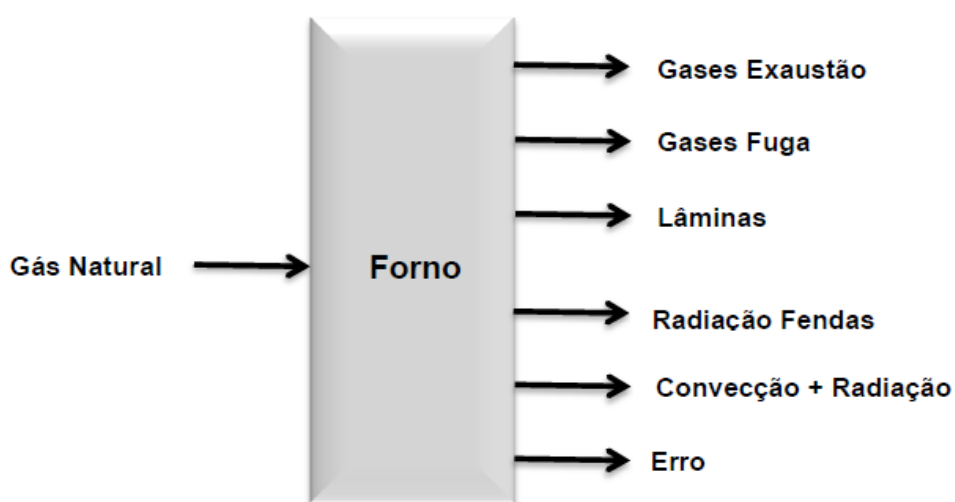 Gases Exaustão
Gases Fuga
Lâminas
Gás Natural
Forno
Radiação Fendas
Convecção + Radiação
Erro